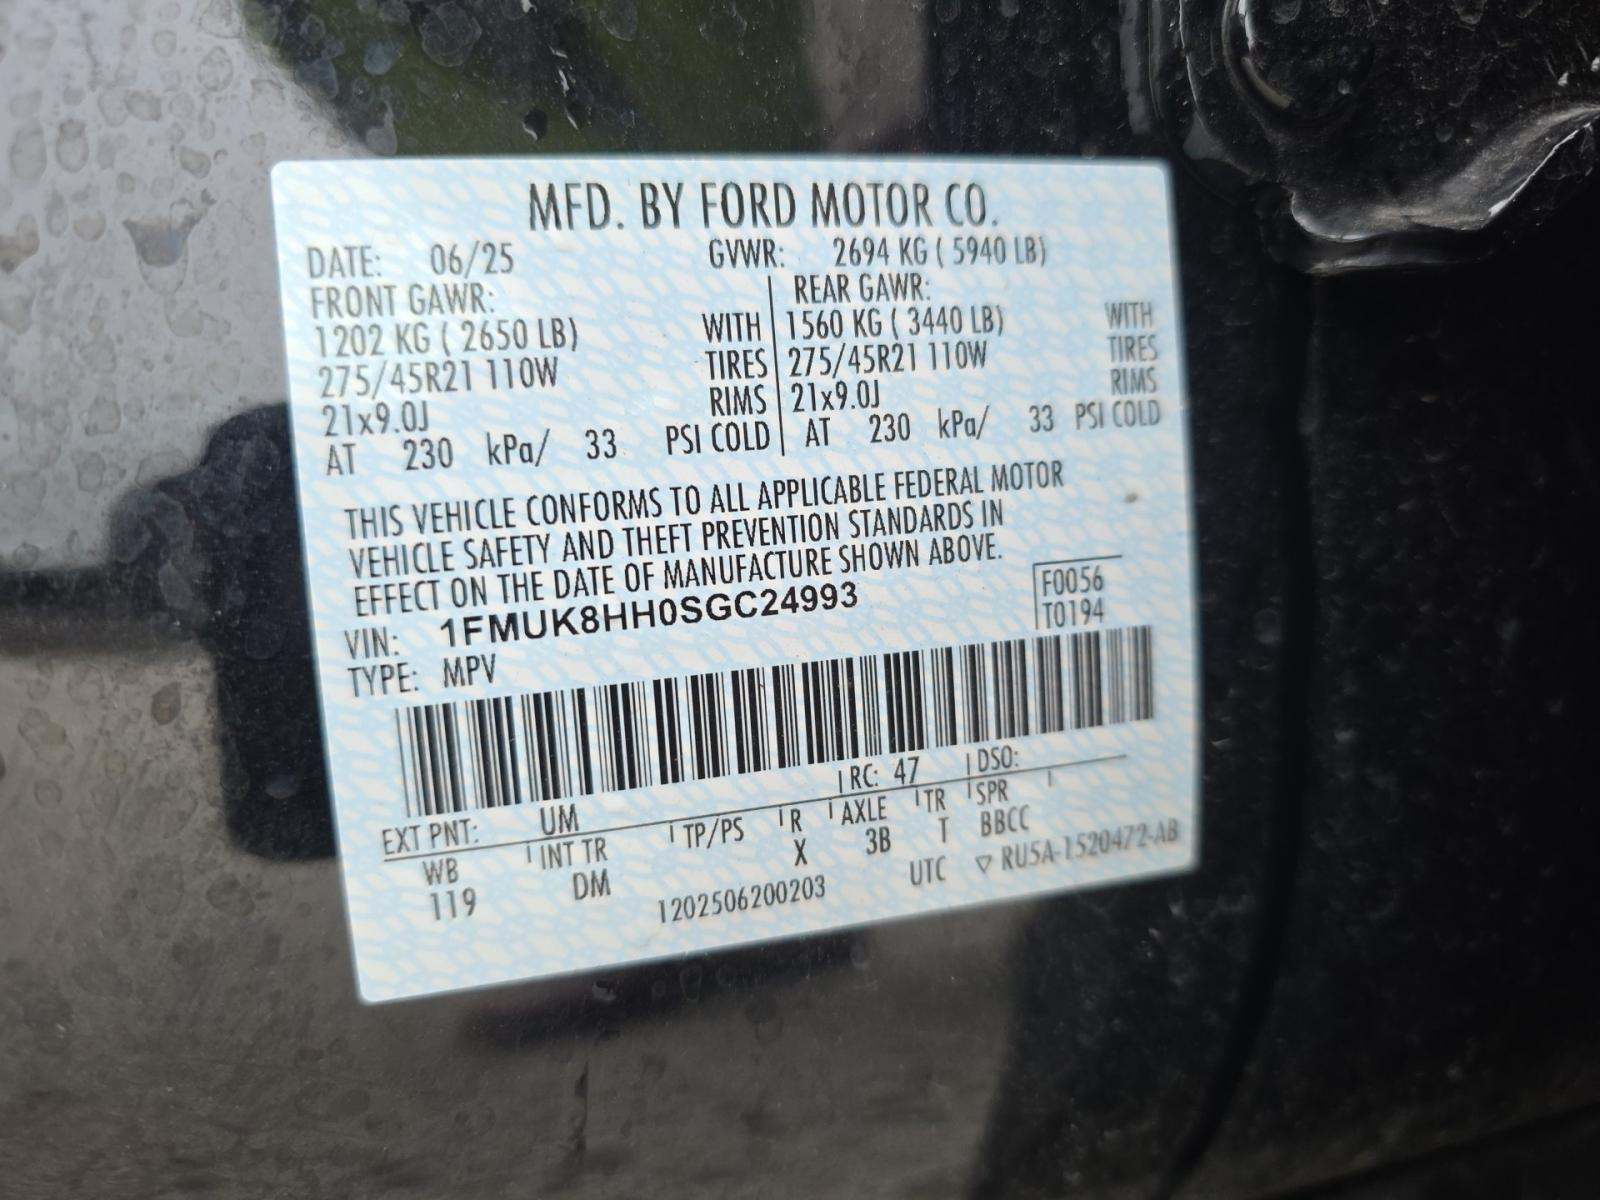 MFD. BY FORD MOTOR CO.
DATE: 06/25 GVWR: 2694 KG ( 5940 LB)
FRONT GAWR: REAR GAWR:
1202 KG ( 2650 LB) WITH 1560 KG ( 3440 LB) WITH
275/45R21 110W TIRES 275/45R21 110W TIRES
21x9.0J RIMS 21x9.0J RIMS
AT 230 kPa/ 33 PSI COLD AT 230 kPa/ 33 PSI COLD
THIS VEHICLE CONFORMS TO ALL APPLICABLE FEDERAL MOTOR
VEHICLE SAFETY AND THEFT PREVENTION STANDARDS IN
EFFECT ON THE DATE OF MANUFACTURE SHOWN ABOVE.
VIN: 1FMUK8HH0SGC24993 F0056
TYPE: MPV T0194
EXT PNT: UM RC: 47 DSO:
WB INT TR TP/PS R AXLE TR SPR
119 DM X 3B T BBCC
1202506200203 UTC ▽ RU5A-1520472-AB